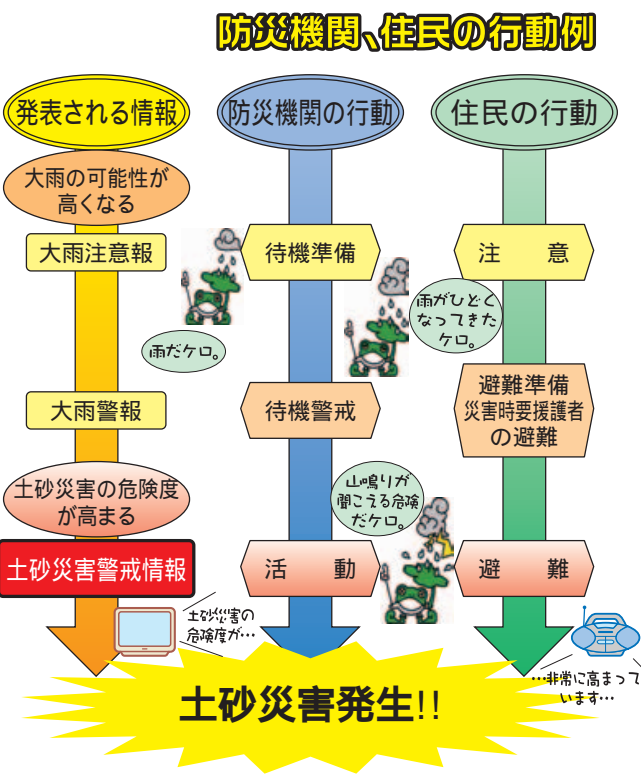 防災機関、住民の行動例
発表される情報
防災機関の行動
住民の行動
大雨の可能性が
高くなる
大雨注意報
待機準備
注　　意
雨がひどく
なってきた
ケロ。
雨だケロ。
大雨警報
待機警戒
避難準備
災害時要援護者
の避難
土砂災害の危険度
が高まる
山鳴りが
聞こえる危険
だケロ。
土砂災害警戒情報
活　　動
避　　難
土砂災害の
危険度が…
…非常に高まって
います…
土砂災害発生!!